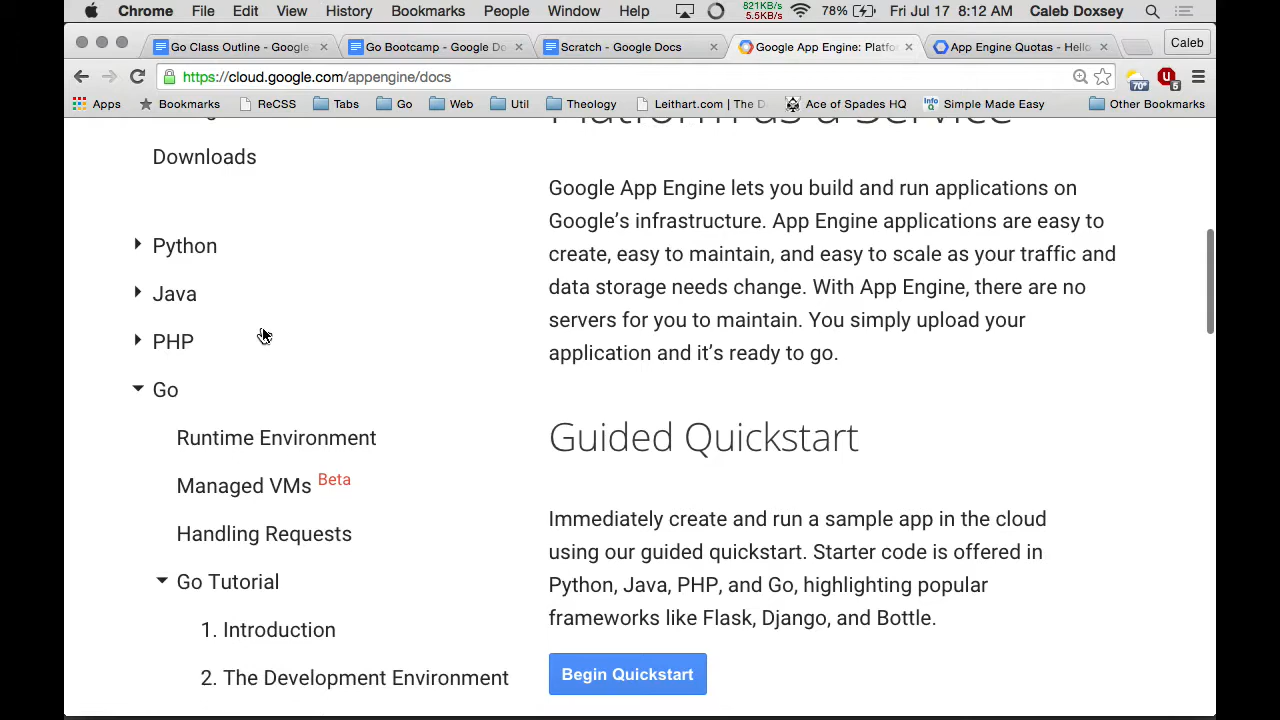 Chrome File Edit View History Bookmarks People Window Help 821KB/s 5.5KB/s 78% Fri Jul 17 8:12 AM Caleb Doxsey
Go Class Outline - Google × Go Bootcamp - Google Do × Scratch - Google Docs × Google App Engine: Platfo × App Engine Quotas - Hello × Caleb
https://cloud.google.com/appengine/docs 70° 5
Apps Bookmarks ReCSS Tabs Go Web Util Theology Leithart.com | The D Ace of Spades HQ InfoQ Simple Made Easy Other Bookmarks
Platform as a Service
Downloads
Python
Java
PHP
Go
Runtime Environment
Managed VMs Beta
Handling Requests
Go Tutorial
1. Introduction
2. The Development Environment
Google App Engine lets you build and run applications on
Google’s infrastructure. App Engine applications are easy to
create, easy to maintain, and easy to scale as your traffic and
data storage needs change. With App Engine, there are no
servers for you to maintain. You simply upload your
application and it’s ready to go.
Guided Quickstart
Immediately create and run a sample app in the cloud
using our guided quickstart. Starter code is offered in
Python, Java, PHP, and Go, highlighting popular
frameworks like Flask, Django, and Bottle.
Begin Quickstart